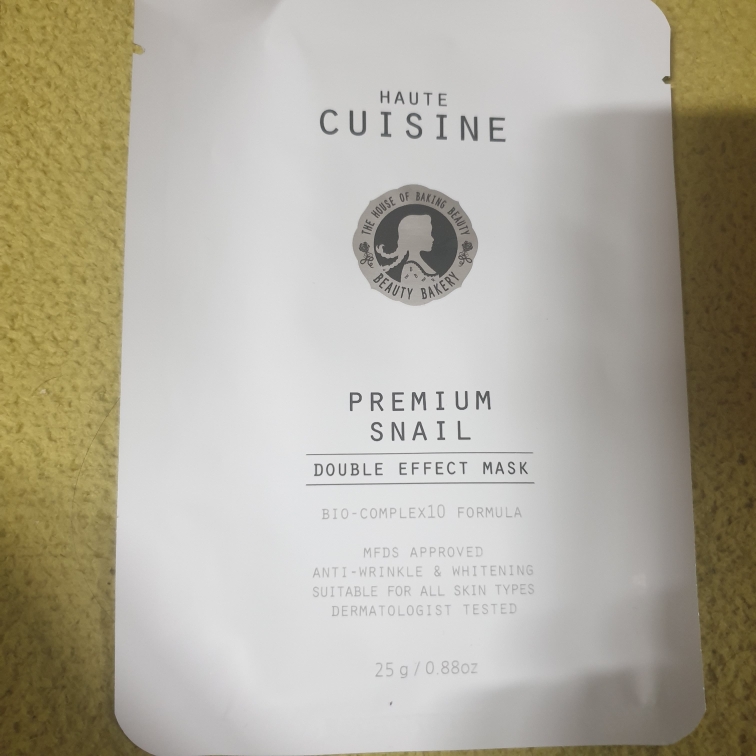 HAUTE
CUISINE
THE HOUSE OF BAKING BEAUTY
BEAUTY BAKERY
PREMIUM
SNAIL
DOUBLE EFFECT MASK
BIO-COMPLEX10 FORMULA
MFDS APPROVED
ANTI-WRINKLE & WHITENING
SUITABLE FOR ALL SKIN TYPES
DERMATOLOGIST TESTED
25 g / 0.88oz